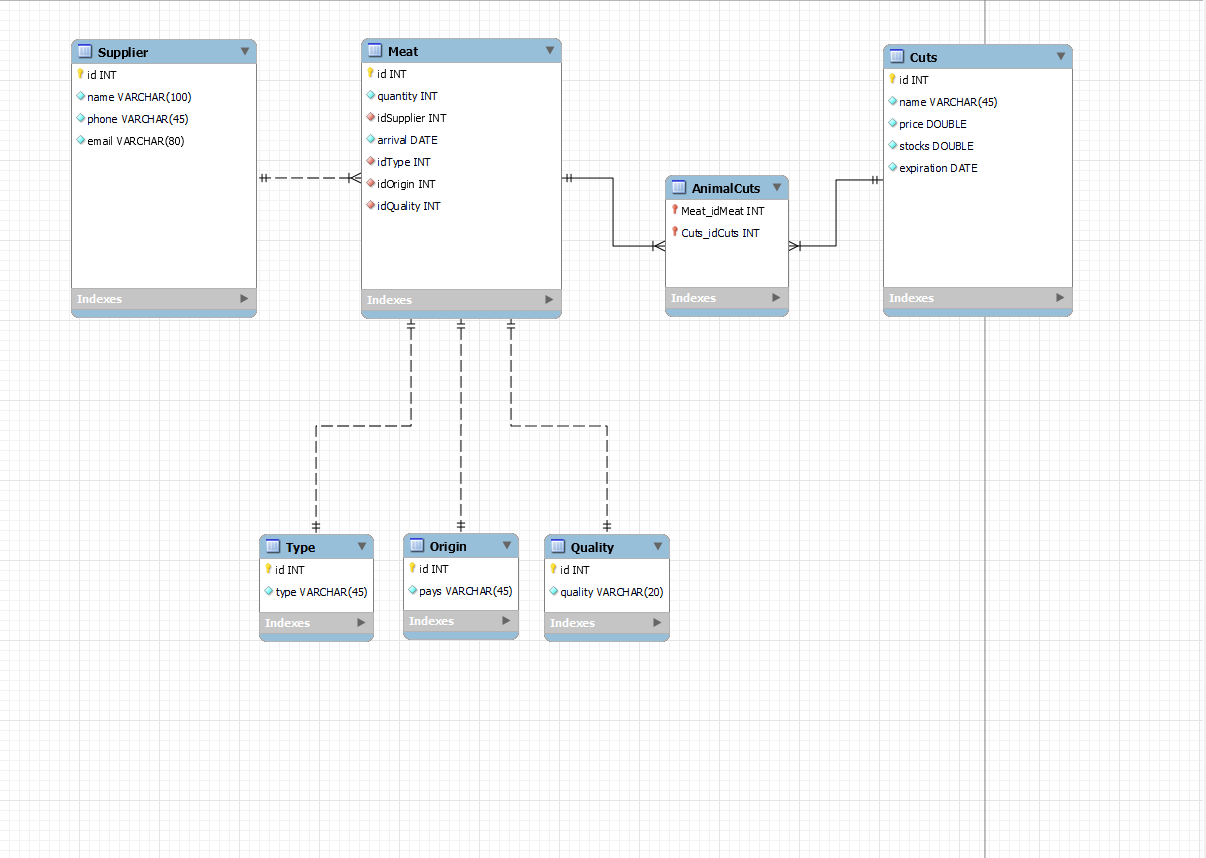 Supplier
id INT
name VARCHAR(100)
phone VARCHAR(45)
email VARCHAR(80)
Indexes
Meat
id INT
quantity INT
idSupplier INT
arrival DATE
idType INT
idOrigin INT
idQuality INT
Indexes
AnimalCuts
Meat_idMeat INT
Cuts_idCuts INT
Indexes
Cuts
id INT
name VARCHAR(45)
price DOUBLE
stocks DOUBLE
expiration DATE
Indexes
Type
id INT
type VARCHAR(45)
Indexes
Origin
id INT
pays VARCHAR(45)
Indexes
Quality
id INT
quality VARCHAR(20)
Indexes